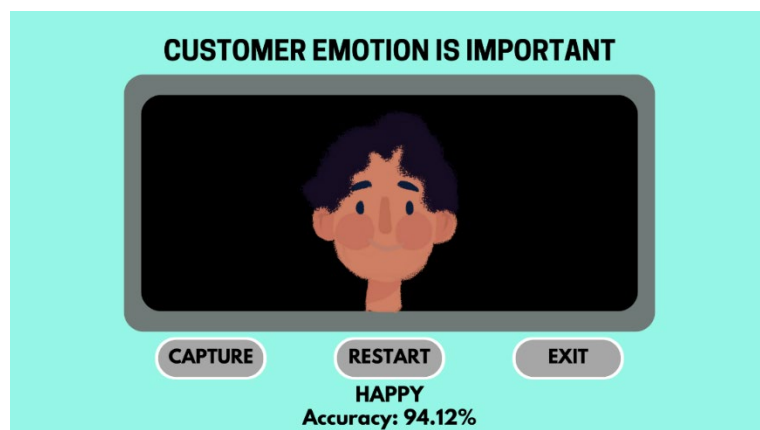 CUSTOMER EMOTION IS IMPORTANT
CAPTURE RESTART EXIT
HAPPY
Accuracy: 94.12%